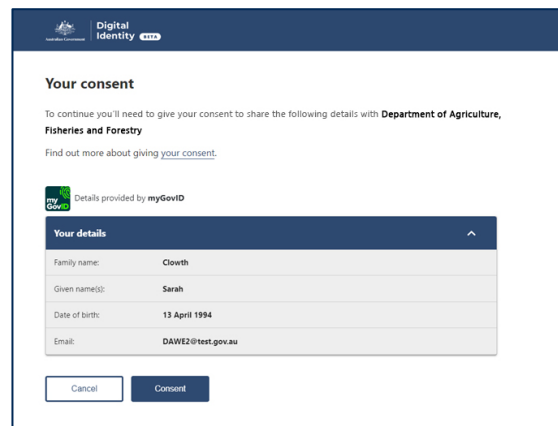 Australian Government
Digital
Identity BETA
Your consent
To continue you'll need to give your consent to share the following details with Department of Agriculture,
Fisheries and Forestry
Find out more about giving your consent.
my
GovID
Details provided by myGovID
Your details
Family name: Clowth
Given name(s): Sarah
Date of birth: 13 April 1994
Email: DAWE2@test.gov.au
Cancel Consent